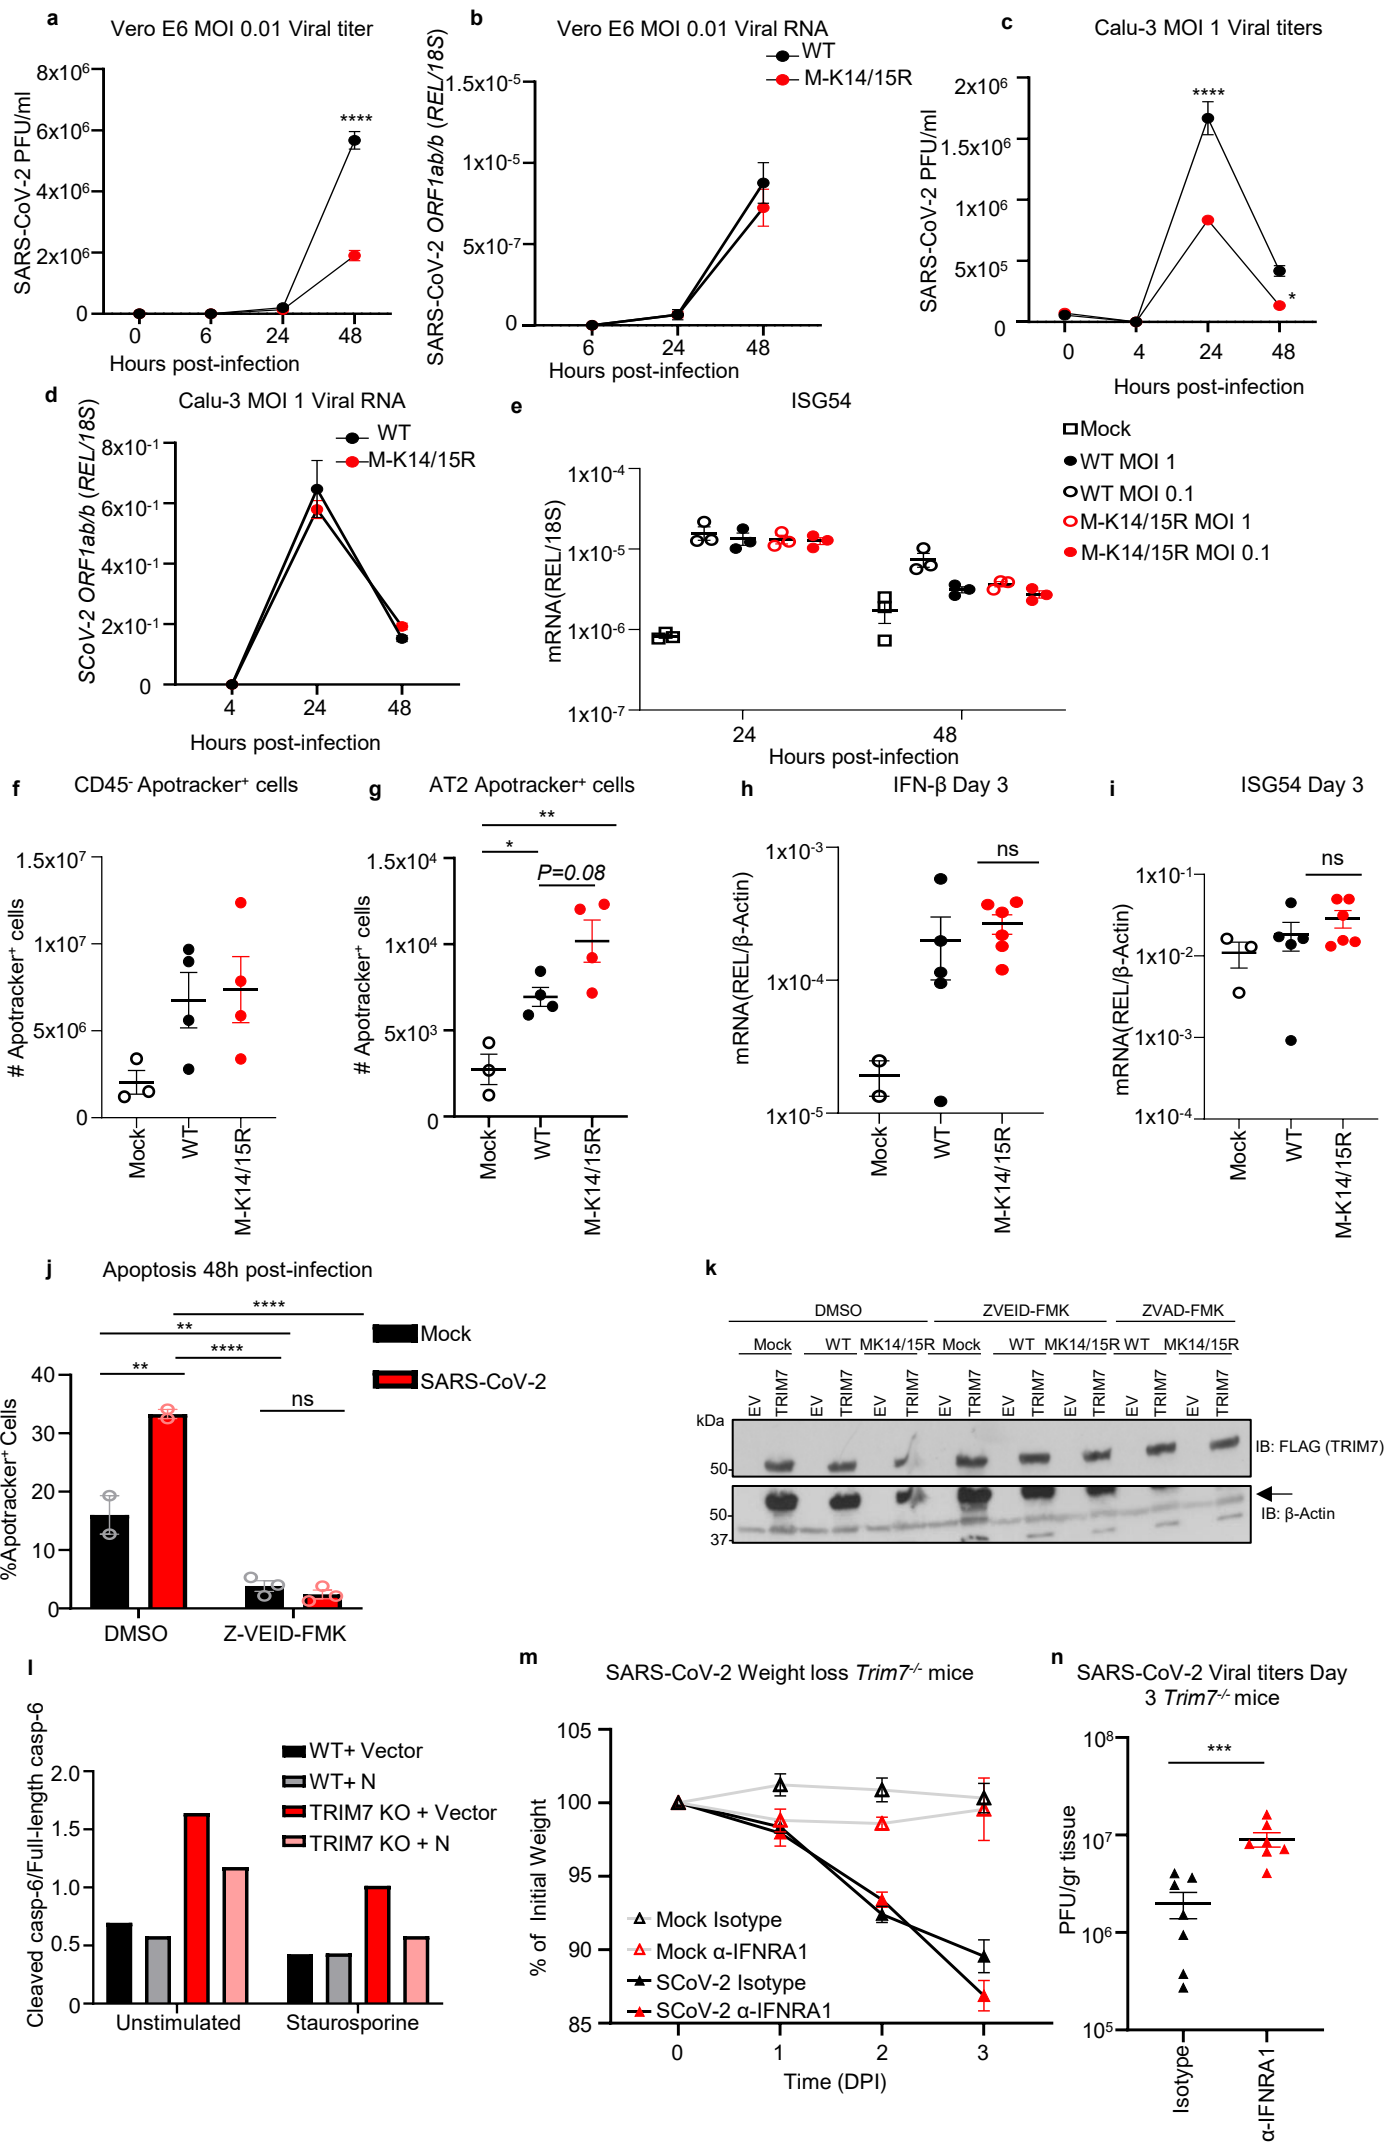 a
Vero E6 MOI 0.01 Viral titer
SARS-CoV-2 PFU/ml
8x10⁶
6x10⁶
4x10⁶
2x10⁶
0
****
0 6 24 48
Hours post-infection
b
Vero E6 MOI 0.01 Viral RNA
WT
M-K14/15R
SARS-CoV-2 ORF1ab/b (REL/18S)
1.5x10⁻⁵
1x10⁻⁵
5x10⁻⁷
0
6 24 48
Hours post-infection
c
Calu-3 MOI 1 Viral titers
SARS-CoV-2 PFU/ml
2x10⁶
1.5x10⁶
1x10⁶
5x10⁵
0
****
*
0 4 24 48
Hours post-infection
d
Calu-3 MOI 1 Viral RNA
WT
M-K14/15R
SCoV-2 ORF1ab/b (REL/18S)
8x10⁻¹
6x10⁻¹
4x10⁻¹
2x10⁻¹
0
4 24 48
Hours post-infection
e
ISG54
mRNA(REL/18S)
1x10⁻⁴
1x10⁻⁵
1x10⁻⁶
1x10⁻⁷
24 48
Hours post-infection
Mock
WT MOI 1
WT MOI 0.1
M-K14/15R MOI 1
M-K14/15R MOI 0.1
f
CD45⁻ Apotracker⁺ cells
# Apotracker⁺ cells
1.5x10⁷
1x10⁷
5x10⁶
0
Mock
WT
M-K14/15R
g
AT2 Apotracker⁺ cells
# Apotracker⁺ cells
**
*
P=0.08
1.5x10⁴
1x10⁴
5x10³
0
Mock
WT
M-K14/15R
h
IFN-β Day 3
mRNA(REL/β-Actin)
ns
1x10⁻³
1x10⁻⁴
1x10⁻⁵
Mock
WT
M-K14/15R
i
ISG54 Day 3
mRNA(REL/β-Actin)
ns
1x10⁻¹
1x10⁻²
1x10⁻³
1x10⁻⁴
Mock
WT
M-K14/15R
j
Apoptosis 48h post-infection
%Apotracker⁺ Cells
****
**
****
**
ns
Mock
SARS-CoV-2
40
30
20
10
0
DMSO Z-VEID-FMK
k
DMSO ZVEID-FMK ZVAD-FMK
Mock WT MK14/15R Mock WT MK14/15R WT MK14/15R
EV TRIM7 EV TRIM7 EV TRIM7 EV TRIM7 EV TRIM7 EV TRIM7 EV TRIM7 EV TRIM7
kDa
50
IB: FLAG (TRIM7)
50
37
IB: β-Actin
l
Cleaved casp-6/Full-length casp-6
WT+ Vector
WT+ N
TRIM7 KO + Vector
TRIM7 KO + N
2.0
1.5
1.0
0.5
0
Unstimulated Staurosporine
m
SARS-CoV-2 Weight loss Trim7⁻/⁻ mice
% of Initial Weight
105
100
95
90
85
Mock Isotype
Mock α-IFNRA1
SCoV-2 Isotype
SCoV-2 α-IFNRA1
0 1 2 3
Time (DPI)
n
SARS-CoV-2 Viral titers Day
3 Trim7⁻/⁻ mice
PFU/gr tissue
***
10⁸
10⁷
10⁶
10⁵
Isotype
α-IFNRA1